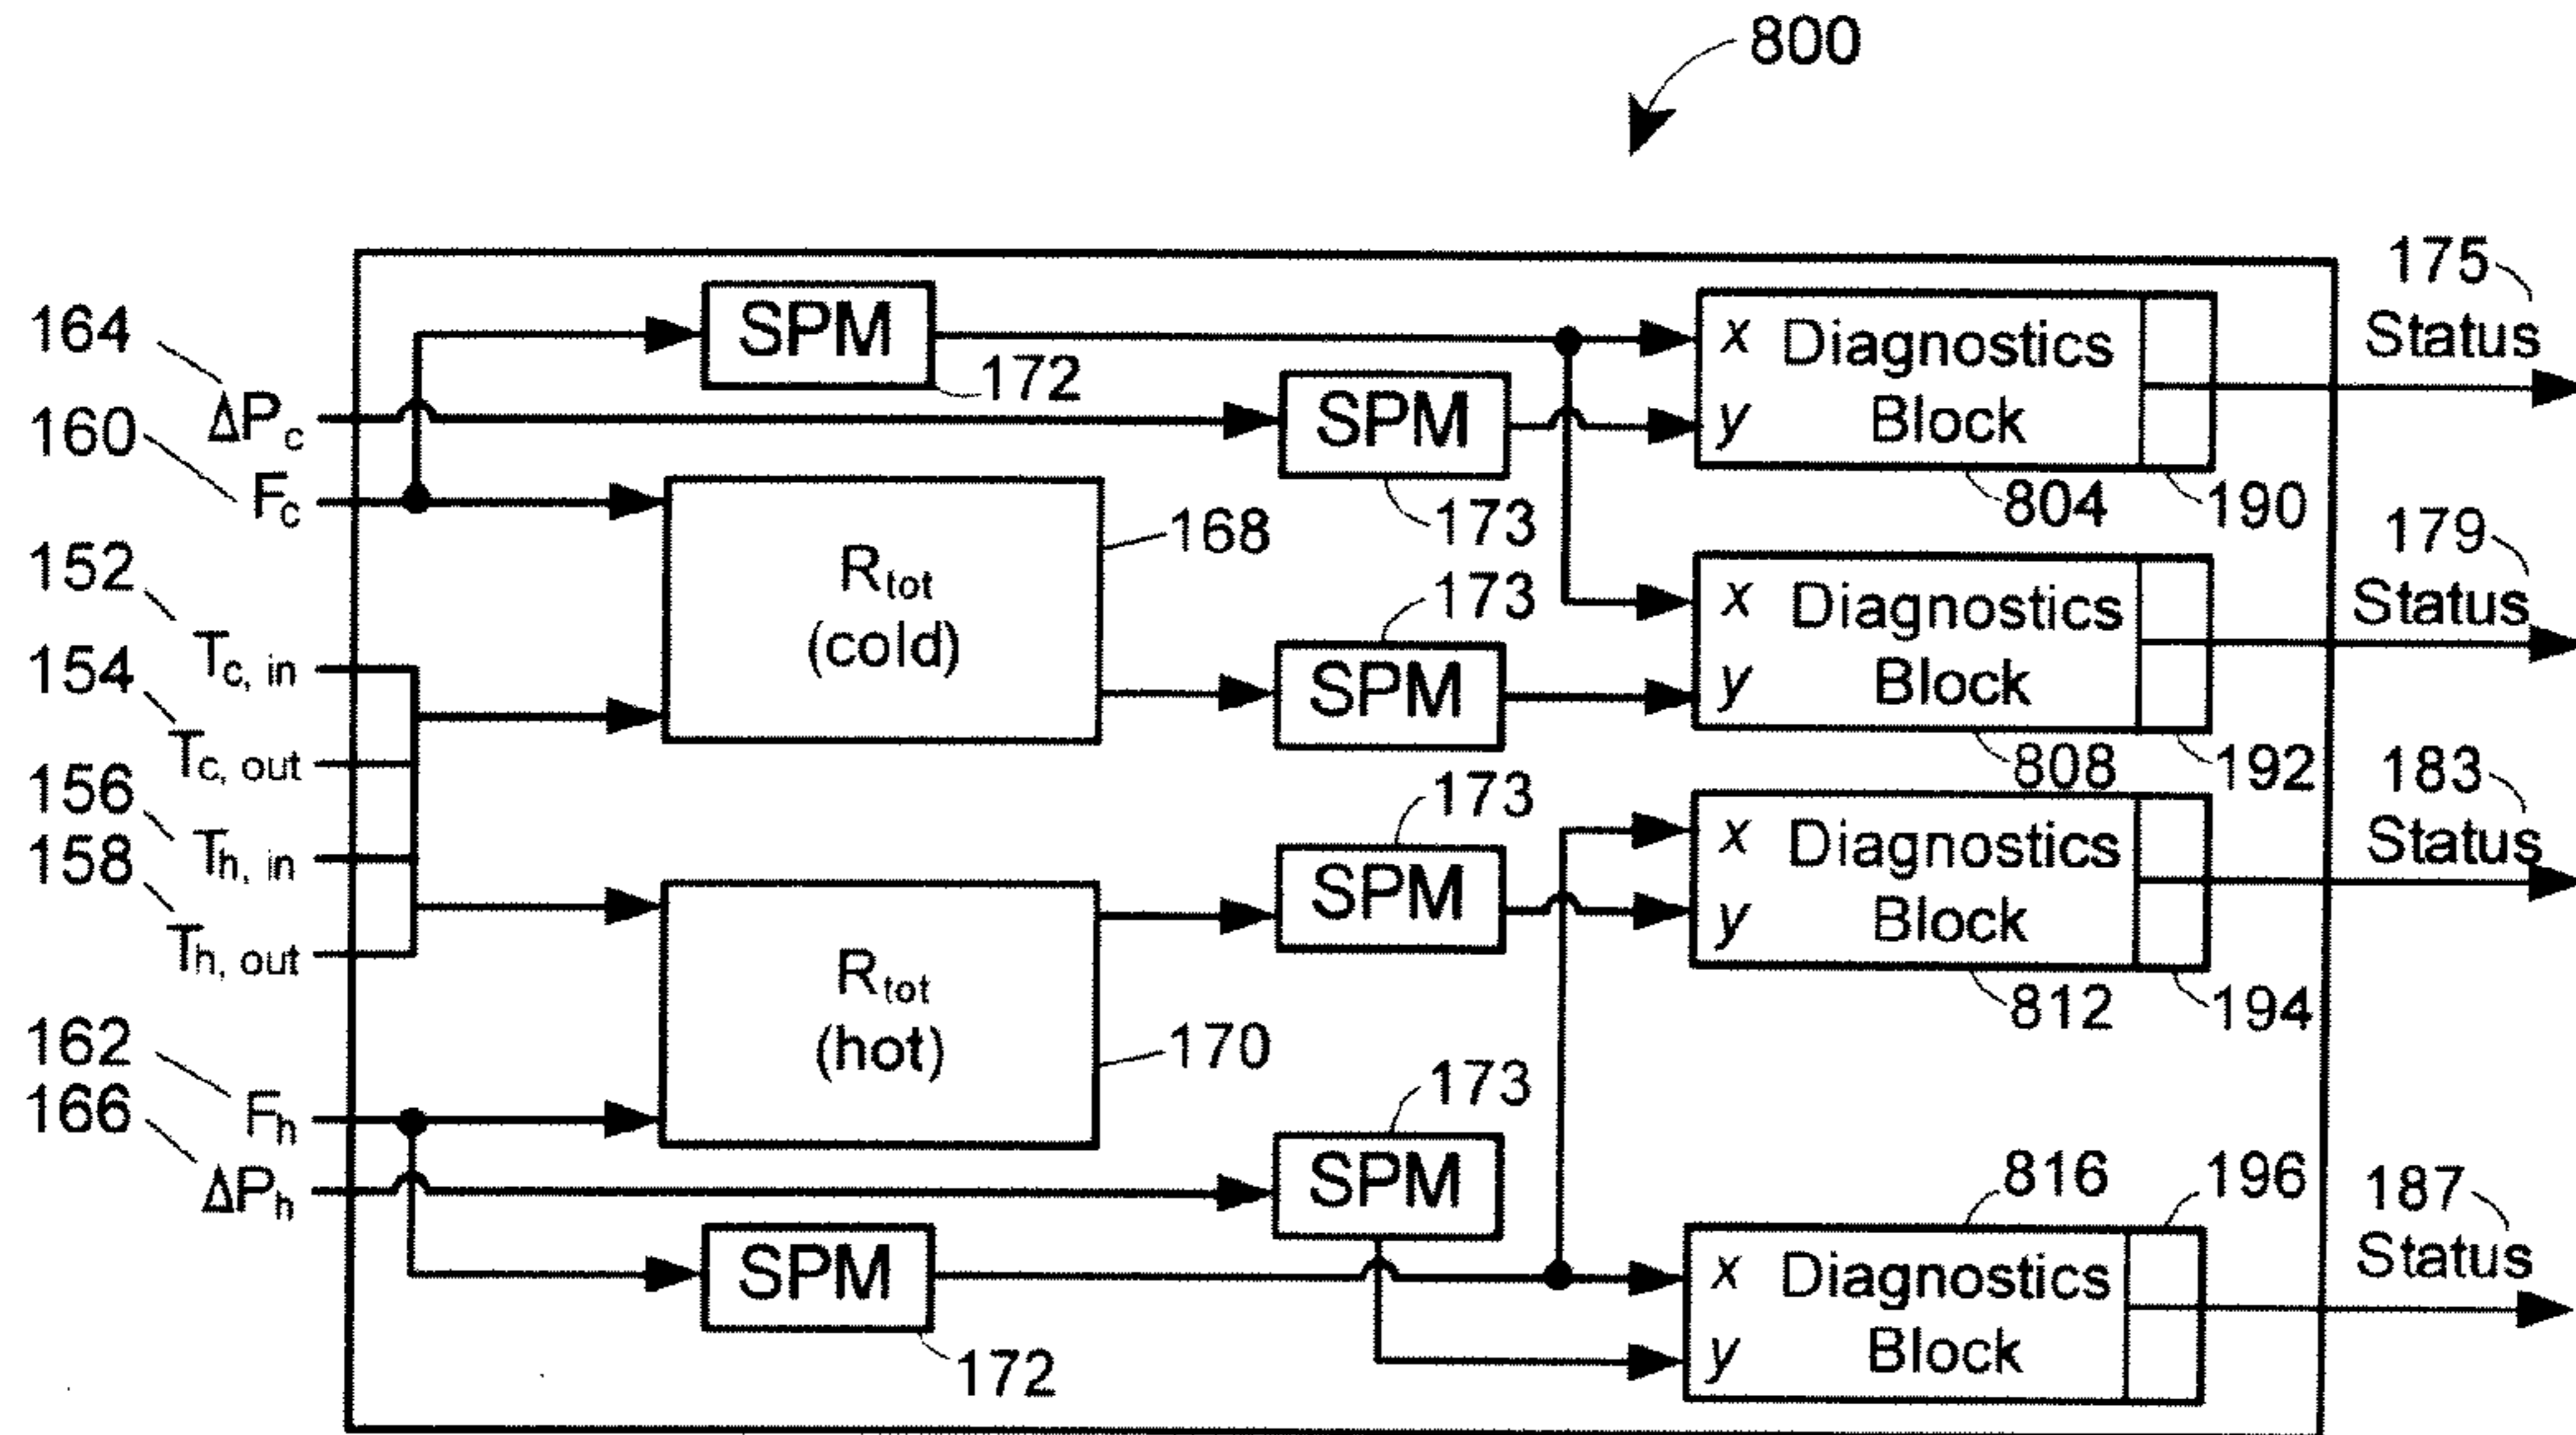 800
175
Status
164
ΔPc
160
Fc
SPM
172
SPM
173
x Diagnostics
y Block
804
190
152
Tc, in
154
Tc, out
156
Th, in
158
Th, out
Rtot
(cold)
168
173
SPM
x Diagnostics
y Block
808
192
179
Status
173
SPM
x Diagnostics
y Block
812
194
183
Status
162
Fh
166
ΔPh
Rtot
(hot)
170
173
SPM
SPM
172
816
196
x Diagnostics
y Block
187
Status